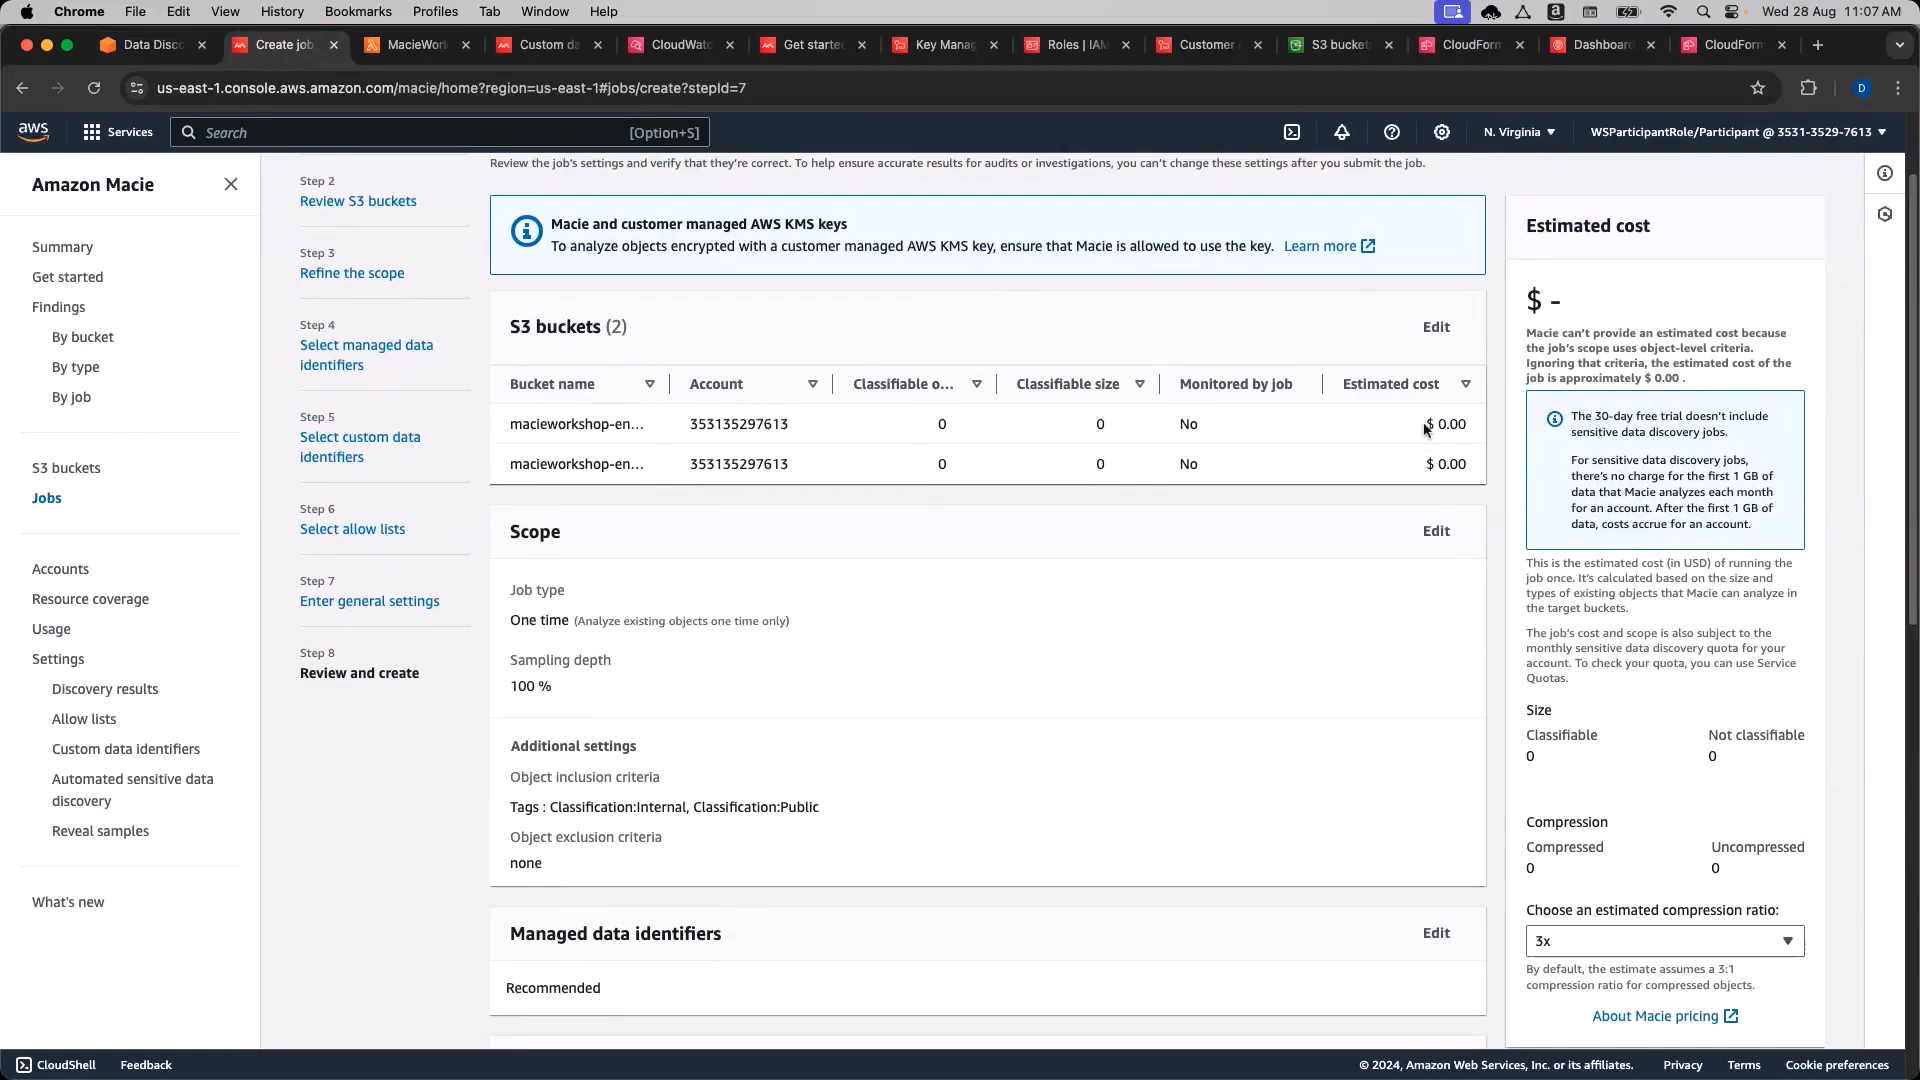 Chrome File Edit View History Bookmarks Profiles Tab Window Help Wed 28 Aug 11:07 AM
Data Disco Create job MacieWork Custom da CloudWatc Get starte Key Manag Roles | IAM Customer S3 bucket CloudForm Dashboard CloudForm
us-east-1.console.aws.amazon.com/macie/home?region=us-east-1#jobs/create?stepId=7 D
aws Services Search [Option+S] N. Virginia WSParticipantRole/Participant @ 3531-3529-7613
Amazon Macie
Summary
Get started
Findings
By bucket
By type
By job
S3 buckets
Jobs
Accounts
Resource coverage
Usage
Settings
Discovery results
Allow lists
Custom data identifiers
Automated sensitive data
discovery
Reveal samples
What's new
Step 2
Review S3 buckets
Step 3
Refine the scope
Step 4
Select managed data
identifiers
Step 5
Select custom data
identifiers
Step 6
Select allow lists
Step 7
Enter general settings
Step 8
Review and create
Review the job's settings and verify that they're correct. To help ensure accurate results for audits or investigations, you can't change these settings after you submit the job.
Macie and customer managed AWS KMS keys
To analyze objects encrypted with a customer managed AWS KMS key, ensure that Macie is allowed to use the key. Learn more
S3 buckets (2) Edit
Bucket name Account Classifiable o... Classifiable size Monitored by job Estimated cost
macieworkshop-en... 353135297613 0 0 No $ 0.00
macieworkshop-en... 353135297613 0 0 No $ 0.00
Scope Edit
Job type
One time (Analyze existing objects one time only)
Sampling depth
100 %
Additional settings
Object inclusion criteria
Tags : Classification:Internal, Classification:Public
Object exclusion criteria
none
Managed data identifiers Edit
Recommended
Estimated cost
$ -
Macie can't provide an estimated cost because
the job's scope uses object-level criteria.
Ignoring that criteria, the estimated cost of the
job is approximately $ 0.00 .
The 30-day free trial doesn't include
sensitive data discovery jobs.
For sensitive data discovery jobs,
there's no charge for the first 1 GB of
data that Macie analyzes each month
for an account. After the first 1 GB of
data, costs accrue for an account.
This is the estimated cost (in USD) of running the
job once. It's calculated based on the size and
types of existing objects that Macie can analyze in
the target buckets.
The job's cost and scope is also subject to the
monthly sensitive data discovery quota for your
account. To check your quota, you can use Service
Quotas.
Size
Classifiable Not classifiable
0 0
Compression
Compressed Uncompressed
0 0
Choose an estimated compression ratio:
3x
By default, the estimate assumes a 3:1
compression ratio for compressed objects.
About Macie pricing
CloudShell Feedback © 2024, Amazon Web Services, Inc. or its affiliates. Privacy Terms Cookie preferences